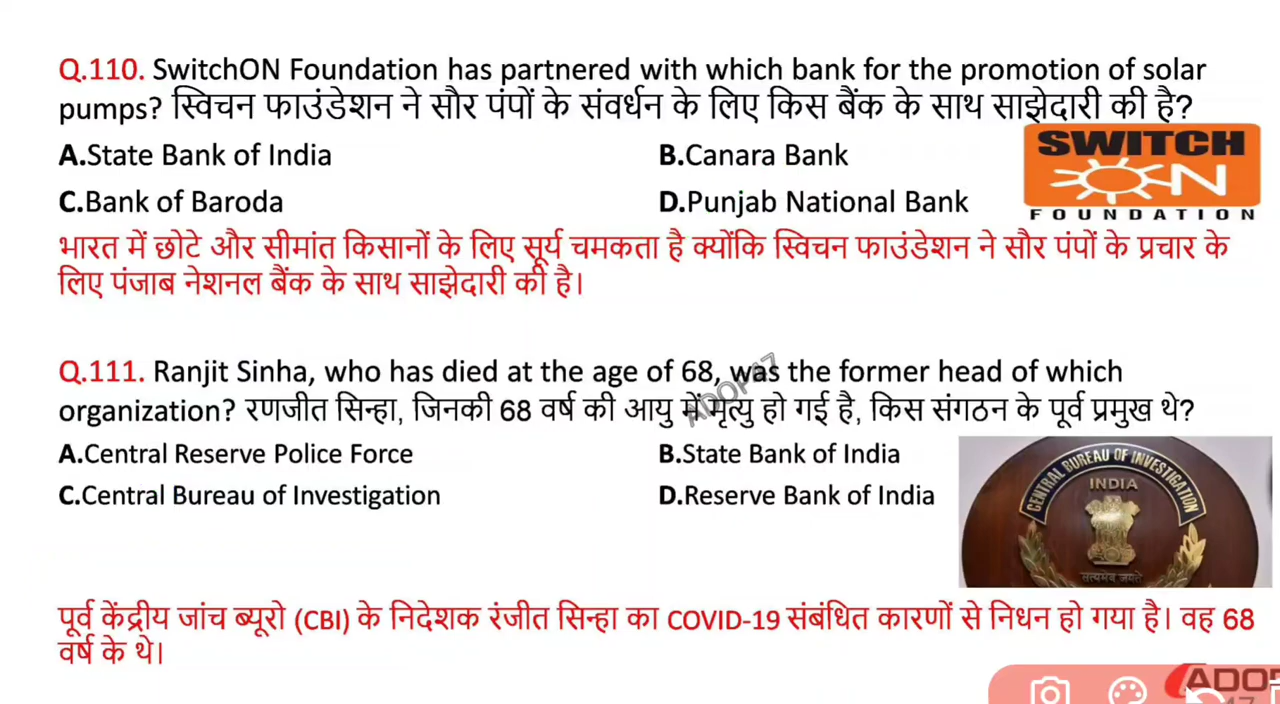 Q.110. SwitchON Foundation has partnered with which bank for the promotion of solar
pumps? स्विचन फाउंडेशन ने सौर पंपों के संवर्धन के लिए किस बैंक के साथ साझेदारी की है?
A.State Bank of India
B.Canara Bank
C.Bank of Baroda
D.Punjab National Bank
SWITCH
ON
FOUNDATION
भारत में छोटे और सीमांत किसानों के लिए सूर्य चमकता है क्योंकि स्विचन फाउंडेशन ने सौर पंपों के प्रचार के
लिए पंजाब नेशनल बैंक के साथ साझेदारी की है।
Q.111. Ranjit Sinha, who has died at the age of 68, was the former head of which
organization? रणजीत सिन्हा, जिनकी 68 वर्ष की आयु में मृत्यु हो गई है, किस संगठन के पूर्व प्रमुख थे?
ADOP47
A.Central Reserve Police Force
B.State Bank of India
C.Central Bureau of Investigation
D.Reserve Bank of India
CENTRAL BUREAU OF INVESTIGATION
INDIA
सत्यमेव जयते
पूर्व केंद्रीय जांच ब्यूरो (CBI) के निदेशक रंजीत सिन्हा का COVID-19 संबंधित कारणों से निधन हो गया है। वह 68
वर्ष के थे।
ADOP
47